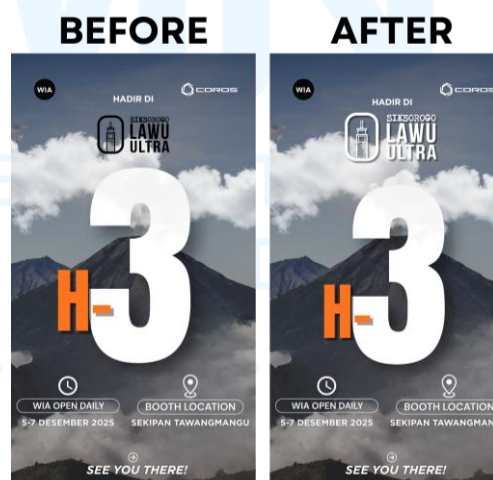 BEFORE
AFTER
WIA
COROS
HADIR DI
SIKSOROGO
LAWU
ULTRA
H-3
WIA OPEN DAILY
5-7 DESEMBER 2025
BOOTH LOCATION
SEKIPAN TAWANGMANGU
SEE YOU THERE!
WIA
COROS
HADIR DI
SIKSOROGO
LAWU
ULTRA
H-3
WIA OPEN DAILY
5-7 DESEMBER 2025
BOOTH LOCATION
SEKIPAN TAWANGMAN
SEE YOU THERE!